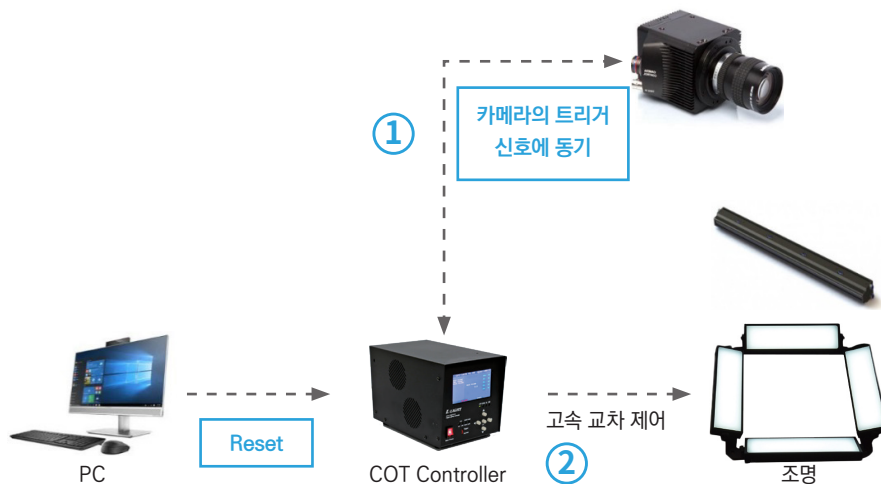 ①
카메라의 트리거
신호에 동기
Reset
고속 교차 제어
②
PC
COT Controller
조명